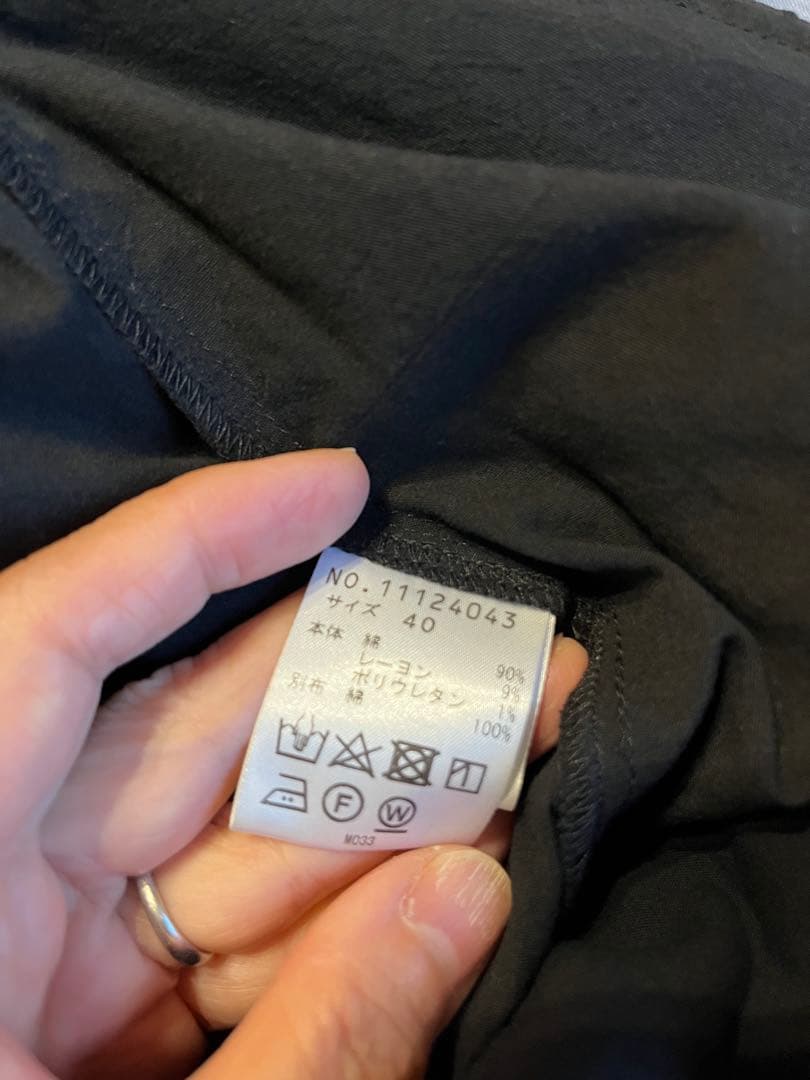 NO.11124043
サイズ 40
本体 綿 90%
レーヨン 9%
ポリウレタン 1%
別布 綿 100%
F W
M033